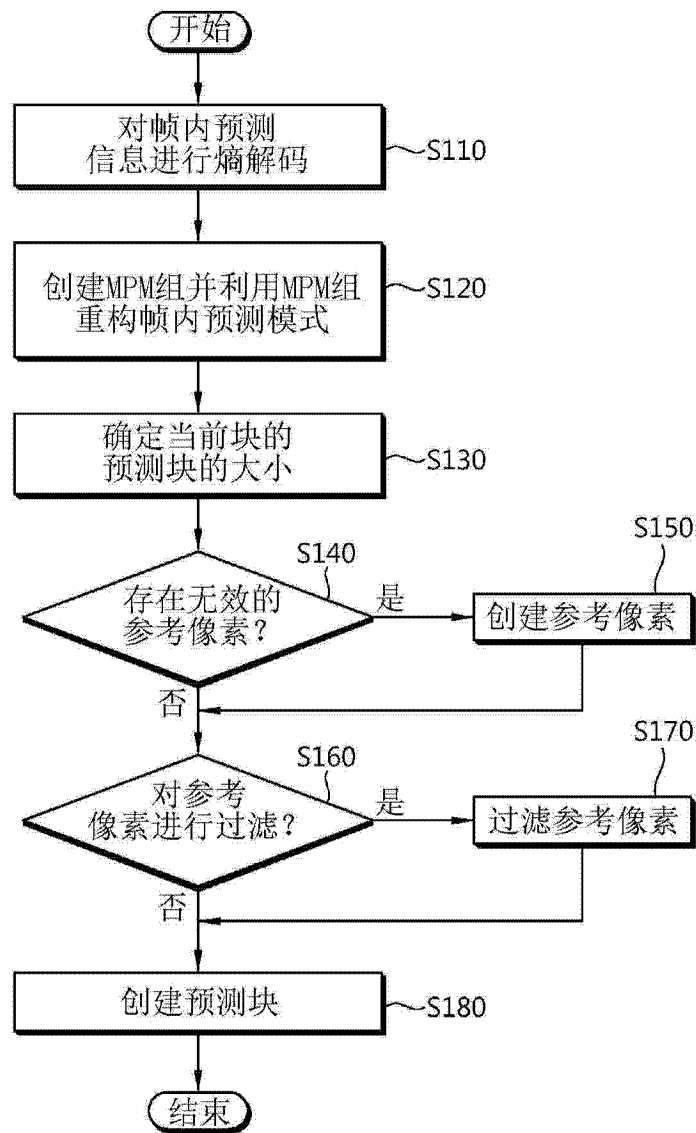 开始
对帧内预测
信息进行熵解码
S110
创建MPM组并利用MPM组
重构帧内预测模式
S120
确定当前块的
预测块的大小
S130
S140
存在无效的
参考像素？
是
S150
创建参考像素
否
S160
对参考
像素进行过滤？
是
S170
过滤参考像素
否
创建预测块
S180
结束